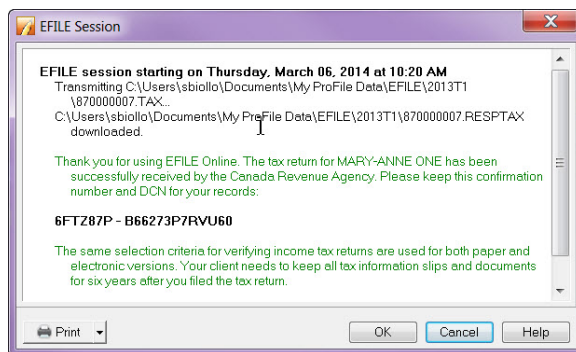 EFILE Session
EFILE session starting on Thursday, March 06, 2014 at 10:20 AM
Transmitting C:\Users\sbiollo\Documents\My ProFile Data\EFILE\2013T1
\870000007.TAX...
C:\Users\sbiollo\Documents\My ProFile Data\EFILE\2013T1\870000007.RESPTAX
downloaded.
Thank you for using EFILE Online. The tax return for MARY-ANNE ONE has been
successfully received by the Canada Revenue Agency. Please keep this confirmation
number and DCN for your records:
6FTZ87P - B66273P7RVU60
The same selection criteria for verifying income tax returns are used for both paper and
electronic versions. Your client needs to keep all tax information slips and documents
for six years after you filed the tax return.
Print OK Cancel Help